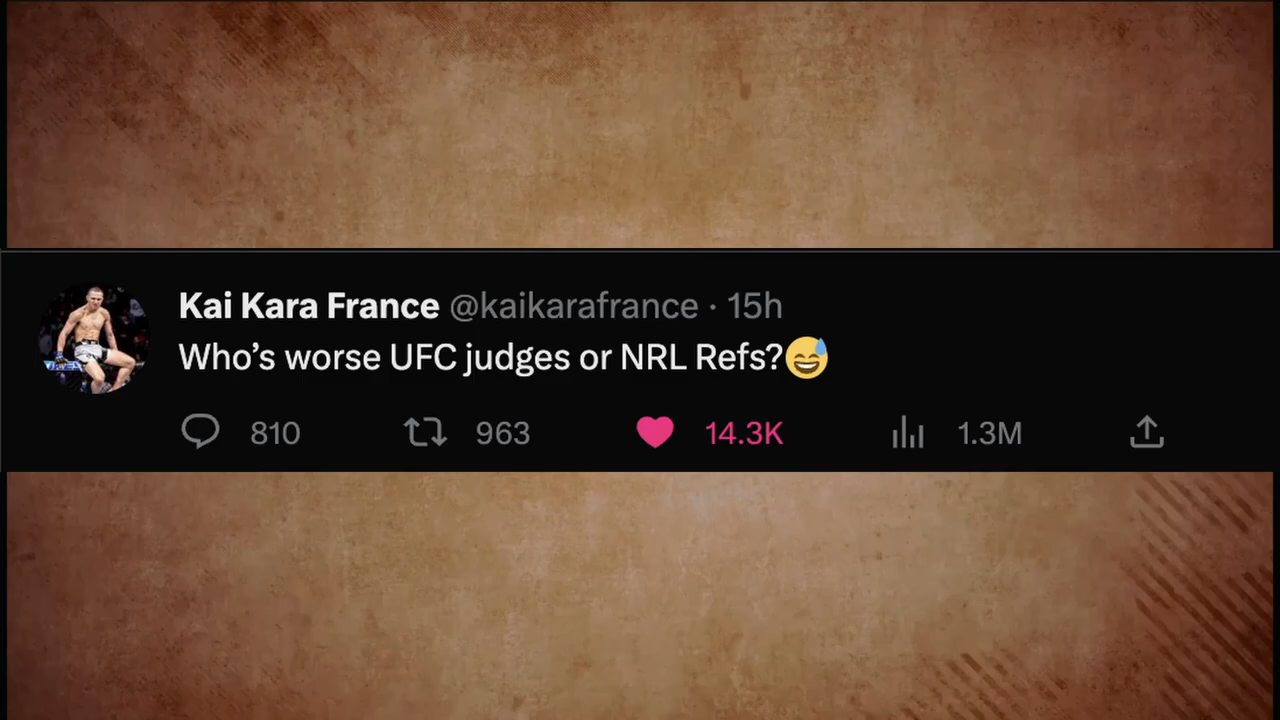 Kai Kara France @kaikarafrance · 15h
Who’s worse UFC judges or NRL Refs?😅
810 963 14.3K 1.3M